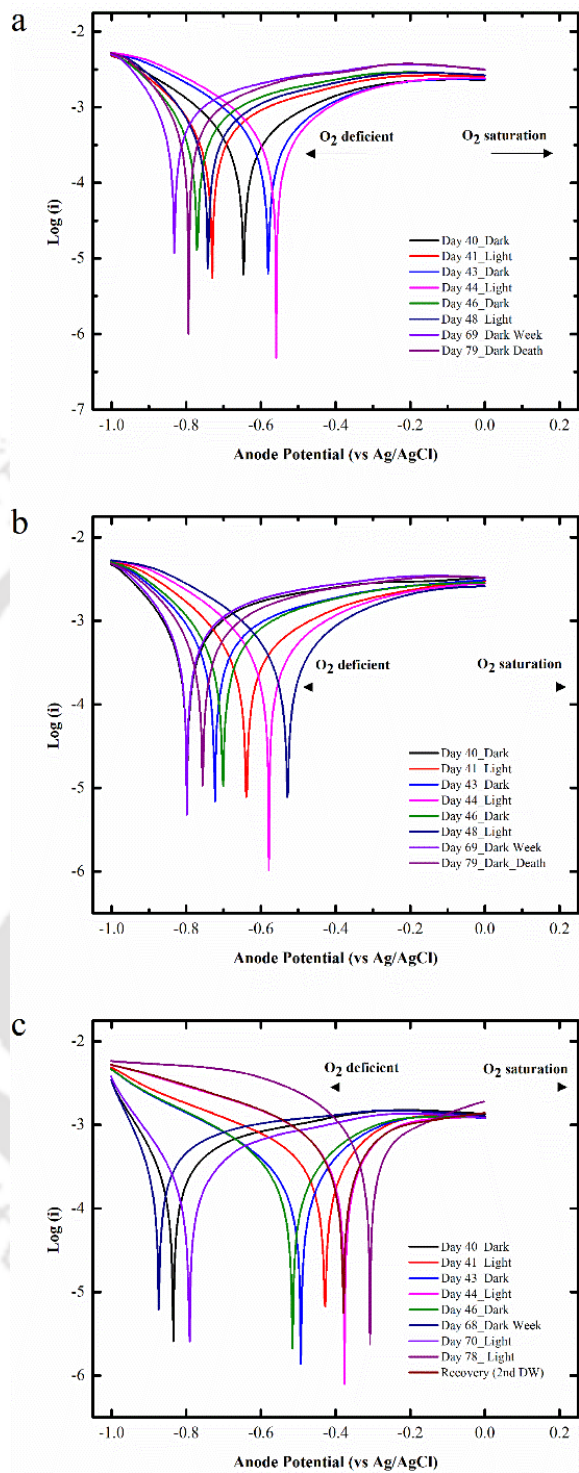 a
-2
-3
O2 deficient
O2 saturation
-4
Log (i)
Day 40_Dark
-5
Day 41_Light
Day 43_Dark
Day 44_Light
Day 46_Dark
-6
Day 48_Light
Day 69_Dark Week
Day 79_Dark Death
-7
-1.0 -0.8 -0.6 -0.4 -0.2 0.0 0.2
Anode Potential (vs Ag/AgCl)
b
-2
-3
O2 deficient
O2 saturation
-4
Log (i)
Day 40_Dark
-5
Day 41_Light
Day 43_Dark
Day 44_Light
Day 46_Dark
-6
Day 48_Light
Day 69_Dark Week
Day 79_Dark_Death
-1.0 -0.8 -0.6 -0.4 -0.2 0.0 0.2
Anode Potential (vs Ag/AgCl)
c
-2
O2 deficient
O2 saturation
-3
-4
Log (i)
Day 40_Dark
Day 41_Light
-5
Day 43_Dark
Day 44_Light
Day 46_Dark
Day 68_Dark Week
-6
Day 70_Light
Day 78_ Light
Recovery (2nd DW)
-1.0 -0.8 -0.6 -0.4 -0.2 0.0 0.2
Anode Potential (vs Ag/AgCl)